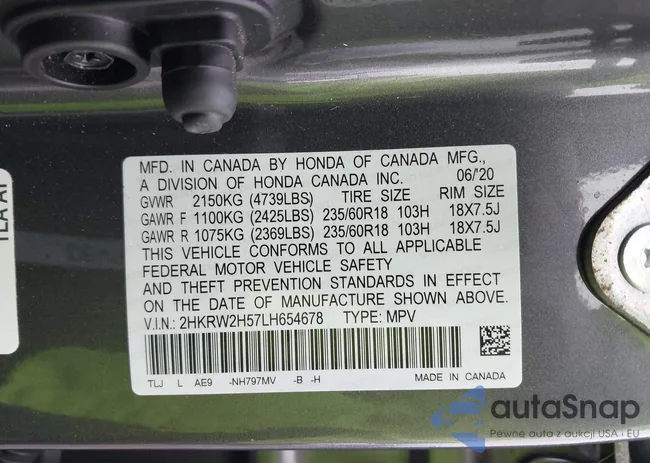 MFD. IN CANADA BY HONDA OF CANADA MFG.,
A DIVISION OF HONDA CANADA INC. 06/20
GVWR 2150KG (4739LBS) TIRE SIZE RIM SIZE
GAWR F 1100KG (2425LBS) 235/60R18 103H 18X7.5J
GAWR R 1075KG (2369LBS) 235/60R18 103H 18X7.5J
THIS VEHICLE CONFORMS TO ALL APPLICABLE
FEDERAL MOTOR VEHICLE SAFETY
AND THEFT PREVENTION STANDARDS IN EFFECT
ON THE DATE OF MANUFACTURE SHOWN ABOVE.
V.I.N.: 2HKRW2H57LH654678 TYPE: MPV
TLJ L AE9 -NH797MV -B -H MADE IN CANADA
autaSnap
Pewne auto z aukcji USA i EU